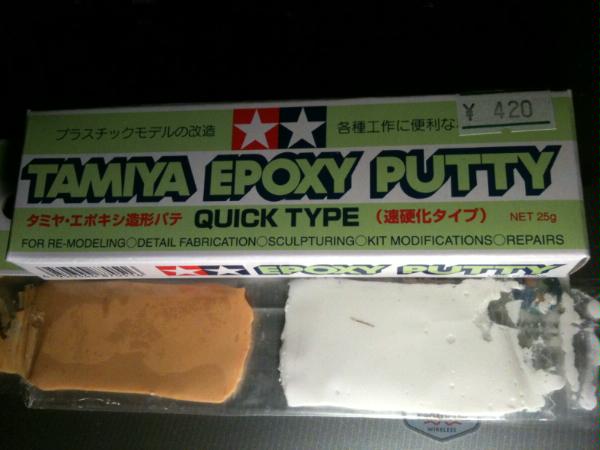 ¥ 420
プラスチックモデルの改造
各種工作に便利な
TAMIYA EPOXY PUTTY
タミヤ・エポキシ造形パテ QUICK TYPE (速硬化タイプ) NET 25g
FOR RE-MODELING○DETAIL FABRICATION○SCULPTURING○KIT MODIFICATIONS○REPAIRS
EPOXY PUTTY
WIRELESS